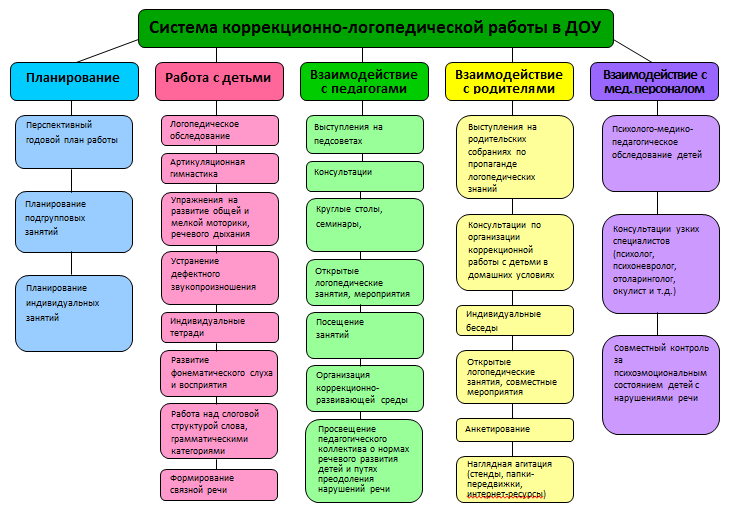 Система коррекционно-логопедической работы в ДОУ
Планирование
Перспективный
годовой план работы
Планирование
подгрупповых
занятий
Планирование
индивидуальных
занятий
Работа с детьми
Логопедическое
обследование
Артикуляционная
гимнастика
Упражнения на
развитие общей и
мелкой моторики,
речевого дыхания
Устранение
дефектного
звукопроизношения
Индивидуальные
тетради
Развитие
фонематического слуха
и восприятия
Работа над слоговой
структурой слова,
грамматическими
категориями
Формирование
связной речи
Взаимодействие
с педагогами
Выступления на
педсоветах
Консультации
Круглые столы,
семинары,
Открытые
логопедические
занятия, мероприятия
Посещение
занятий
Организация
коррекционно-
развивающей среды
Просвещение
педагогического
коллектива о нормах
речевого развития
детей и путях
преодоления
нарушений речи
Взаимодействие
с родителями
Выступления на
родительских
собраниях по
пропаганде
логопедических
знаний
Консультации по
организации
коррекционной
работы с детьми в
домашних условиях
Индивидуальные
беседы
Открытые
логопедические
занятия, совместные
мероприятия
Анкетирование
Наглядная агитация
(стенды, папки-
передвижки,
интернет-ресурсы)
Взаимодействие с
мед.персоналом
Психолого-медико-
педагогическое
обследование детей
Консультации узких
специалистов
(психолог,
психоневролог,
отоларинголог,
окулист и т.д.)
Совместный контроль
за
психоэмоциональным
состоянием детей с
нарушениями речи